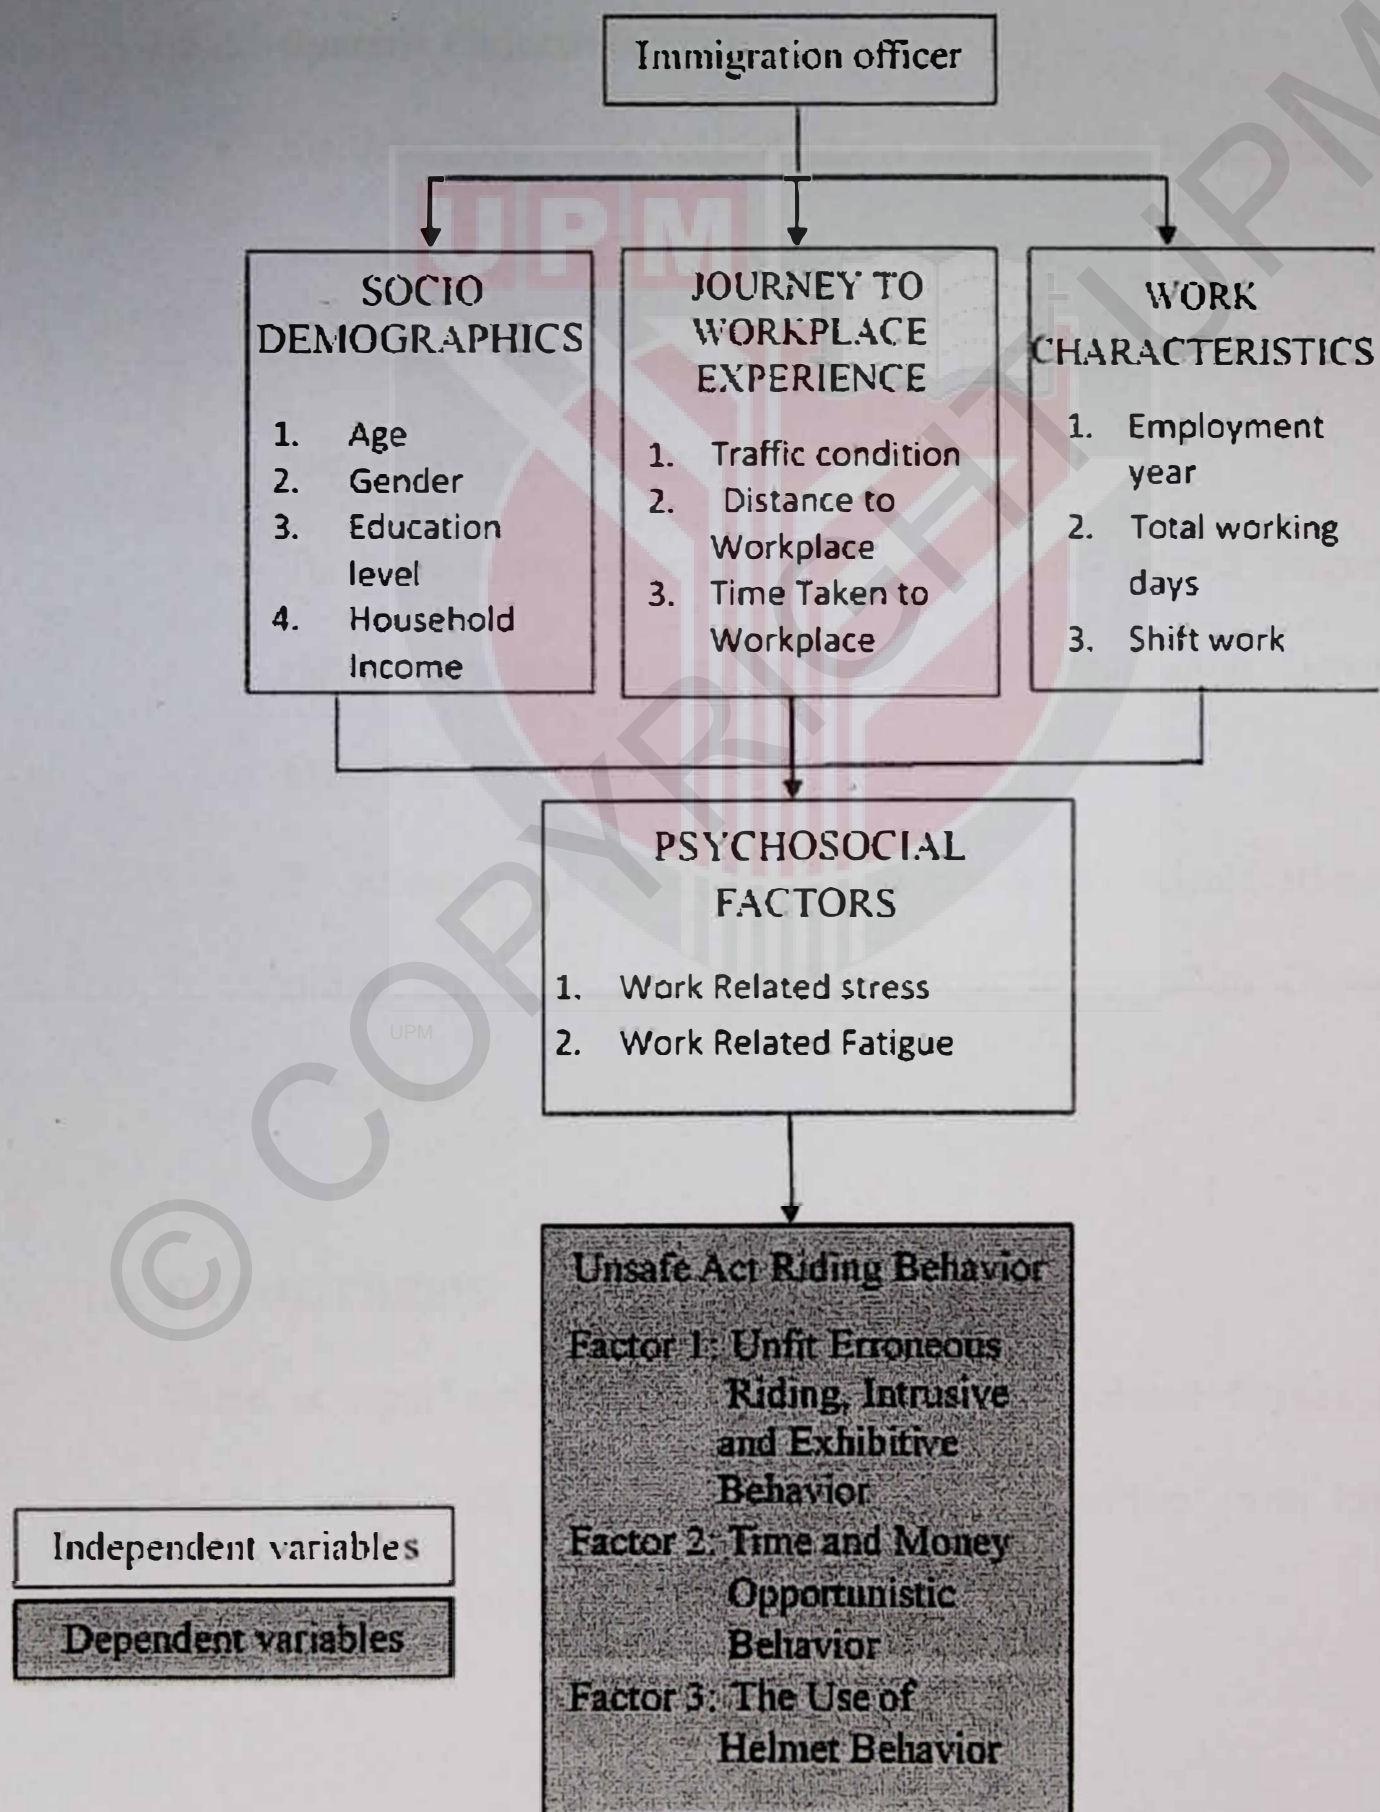 Immigration officer
SOCIO
DEMOGRAPHICS
1. Age
2. Gender
3. Education
level
4. Household
Income
JOURNEY TO
WORKPLACE
EXPERIENCE
1. Traffic condition
2. Distance to
Workplace
3. Time Taken to
Workplace
WORK
CHARACTERISTICS
1. Employment
year
2. Total working
days
3. Shift work
PSYCHOSOCIAL
FACTORS
1. Work Related stress
2. Work Related Fatigue
Unsafe Act Riding Behavior
Factor 1: Unfit Erroneous
Riding, Intrusive
and Exhibitive
Behavior
Factor 2: Time and Money
Opportunistic
Behavior
Factor 3: The Use of
Helmet Behavior
Independent variables
Dependent variables
UPM
UPM
© COPYRIGHT UPM